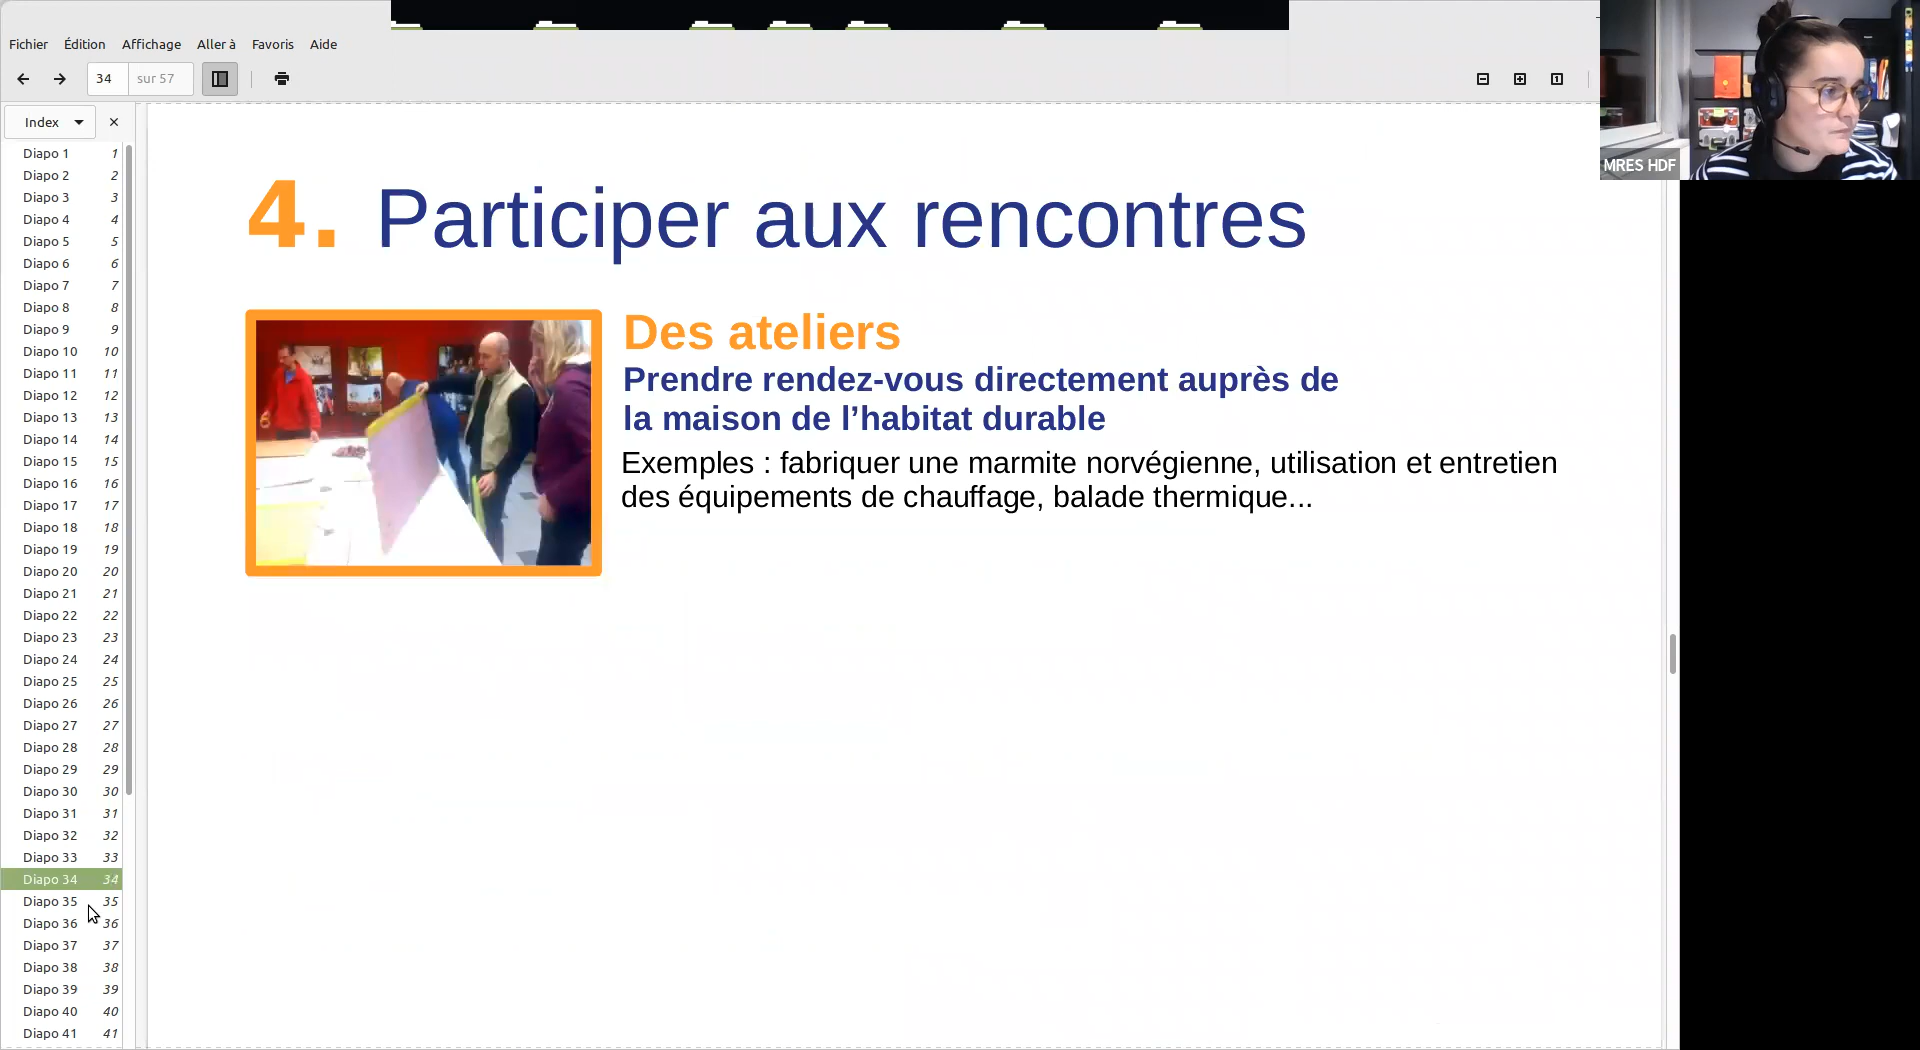 Fichier Édition Affichage Aller à Favoris Aide
34 sur 57
Index
Diapo 1 1
Diapo 2 2
Diapo 3 3
Diapo 4 4
Diapo 5 5
Diapo 6 6
Diapo 7 7
Diapo 8 8
Diapo 9 9
Diapo 10 10
Diapo 11 11
Diapo 12 12
Diapo 13 13
Diapo 14 14
Diapo 15 15
Diapo 16 16
Diapo 17 17
Diapo 18 18
Diapo 19 19
Diapo 20 20
Diapo 21 21
Diapo 22 22
Diapo 23 23
Diapo 24 24
Diapo 25 25
Diapo 26 26
Diapo 27 27
Diapo 28 28
Diapo 29 29
Diapo 30 30
Diapo 31 31
Diapo 32 32
Diapo 33 33
Diapo 34 34
Diapo 35 35
Diapo 36 36
Diapo 37 37
Diapo 38 38
Diapo 39 39
Diapo 40 40
Diapo 41 41
4. Participer aux rencontres
Des ateliers
Prendre rendez-vous directement auprès de
la maison de l’habitat durable
Exemples : fabriquer une marmite norvégienne, utilisation et entretien
des équipements de chauffage, balade thermique...
MRES HDF